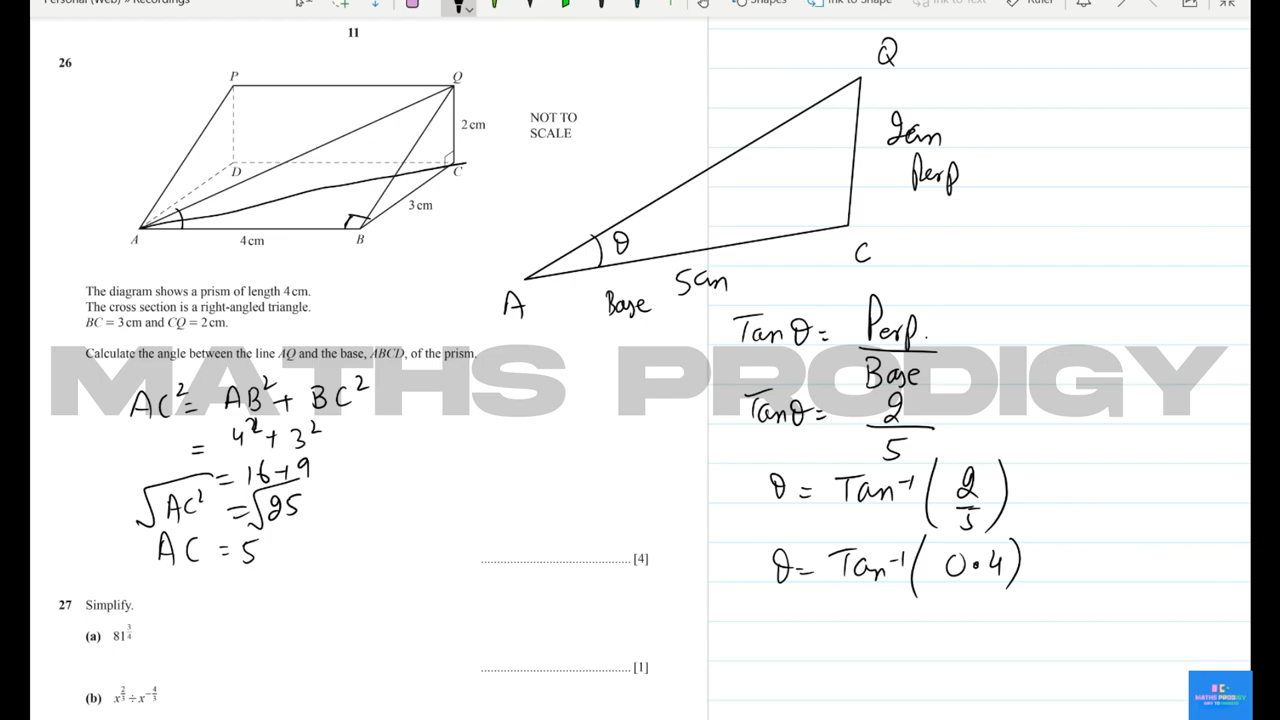 Personal (Web) » Recordings
Shapes
Ink to Shape
Ink to Text
Ruler
11
26
P
Q
2 cm
NOT TO
SCALE
D
C
3 cm
A
4 cm
B
The diagram shows a prism of length 4 cm.
The cross section is a right-angled triangle.
BC = 3 cm and CQ = 2 cm.
Calculate the angle between the line AQ and the base, ABCD, of the prism.
MATHS PRODIGY
AC² = AB² + BC²
= 4² + 3²
= 16 + 9
√AC² = √25
AC = 5
[4]
27 Simplify.
(a) 81^(3/4)
[1]
(b) x^(2/3) ÷ x^(-4/3)
Q
2cm
Perp
θ
C
5cm
A
Base
Tan θ = Perp. / Base
Tan θ = 2/5
θ = Tan⁻¹ (2/5)
θ = Tan⁻¹ (0.4)
MATHS PRODIGY